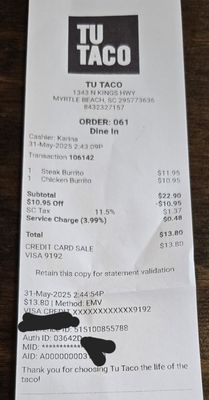 TU
TACO
TU TACO
1343 N KINGS HWY
MYRTLE BEACH, SC 295773636
8432327157
ORDER: 061
Dine In
Cashier: Karina
31-May-2025 2:43:09P
Transaction 106142
1 Steak Burrito $11.95
1 Chicken Burrito $10.95
Subtotal $22.90
$10.95 Off -$10.95
SC Tax 11.5% $1.37
Service Charge (3.99%) $0.48
Total $13.80
CREDIT CARD SALE $13.80
VISA 9192
Retain this copy for statement validation
31-May-2025 2:44:54P
$13.80 | Method: EMV
VISA CREDIT XXXXXXXXXXXX9192
ID: 515100855788
Auth ID: 03642D
MID: **********
AID: A000000003
Thank you for choosing Tu Taco the life of the
taco!